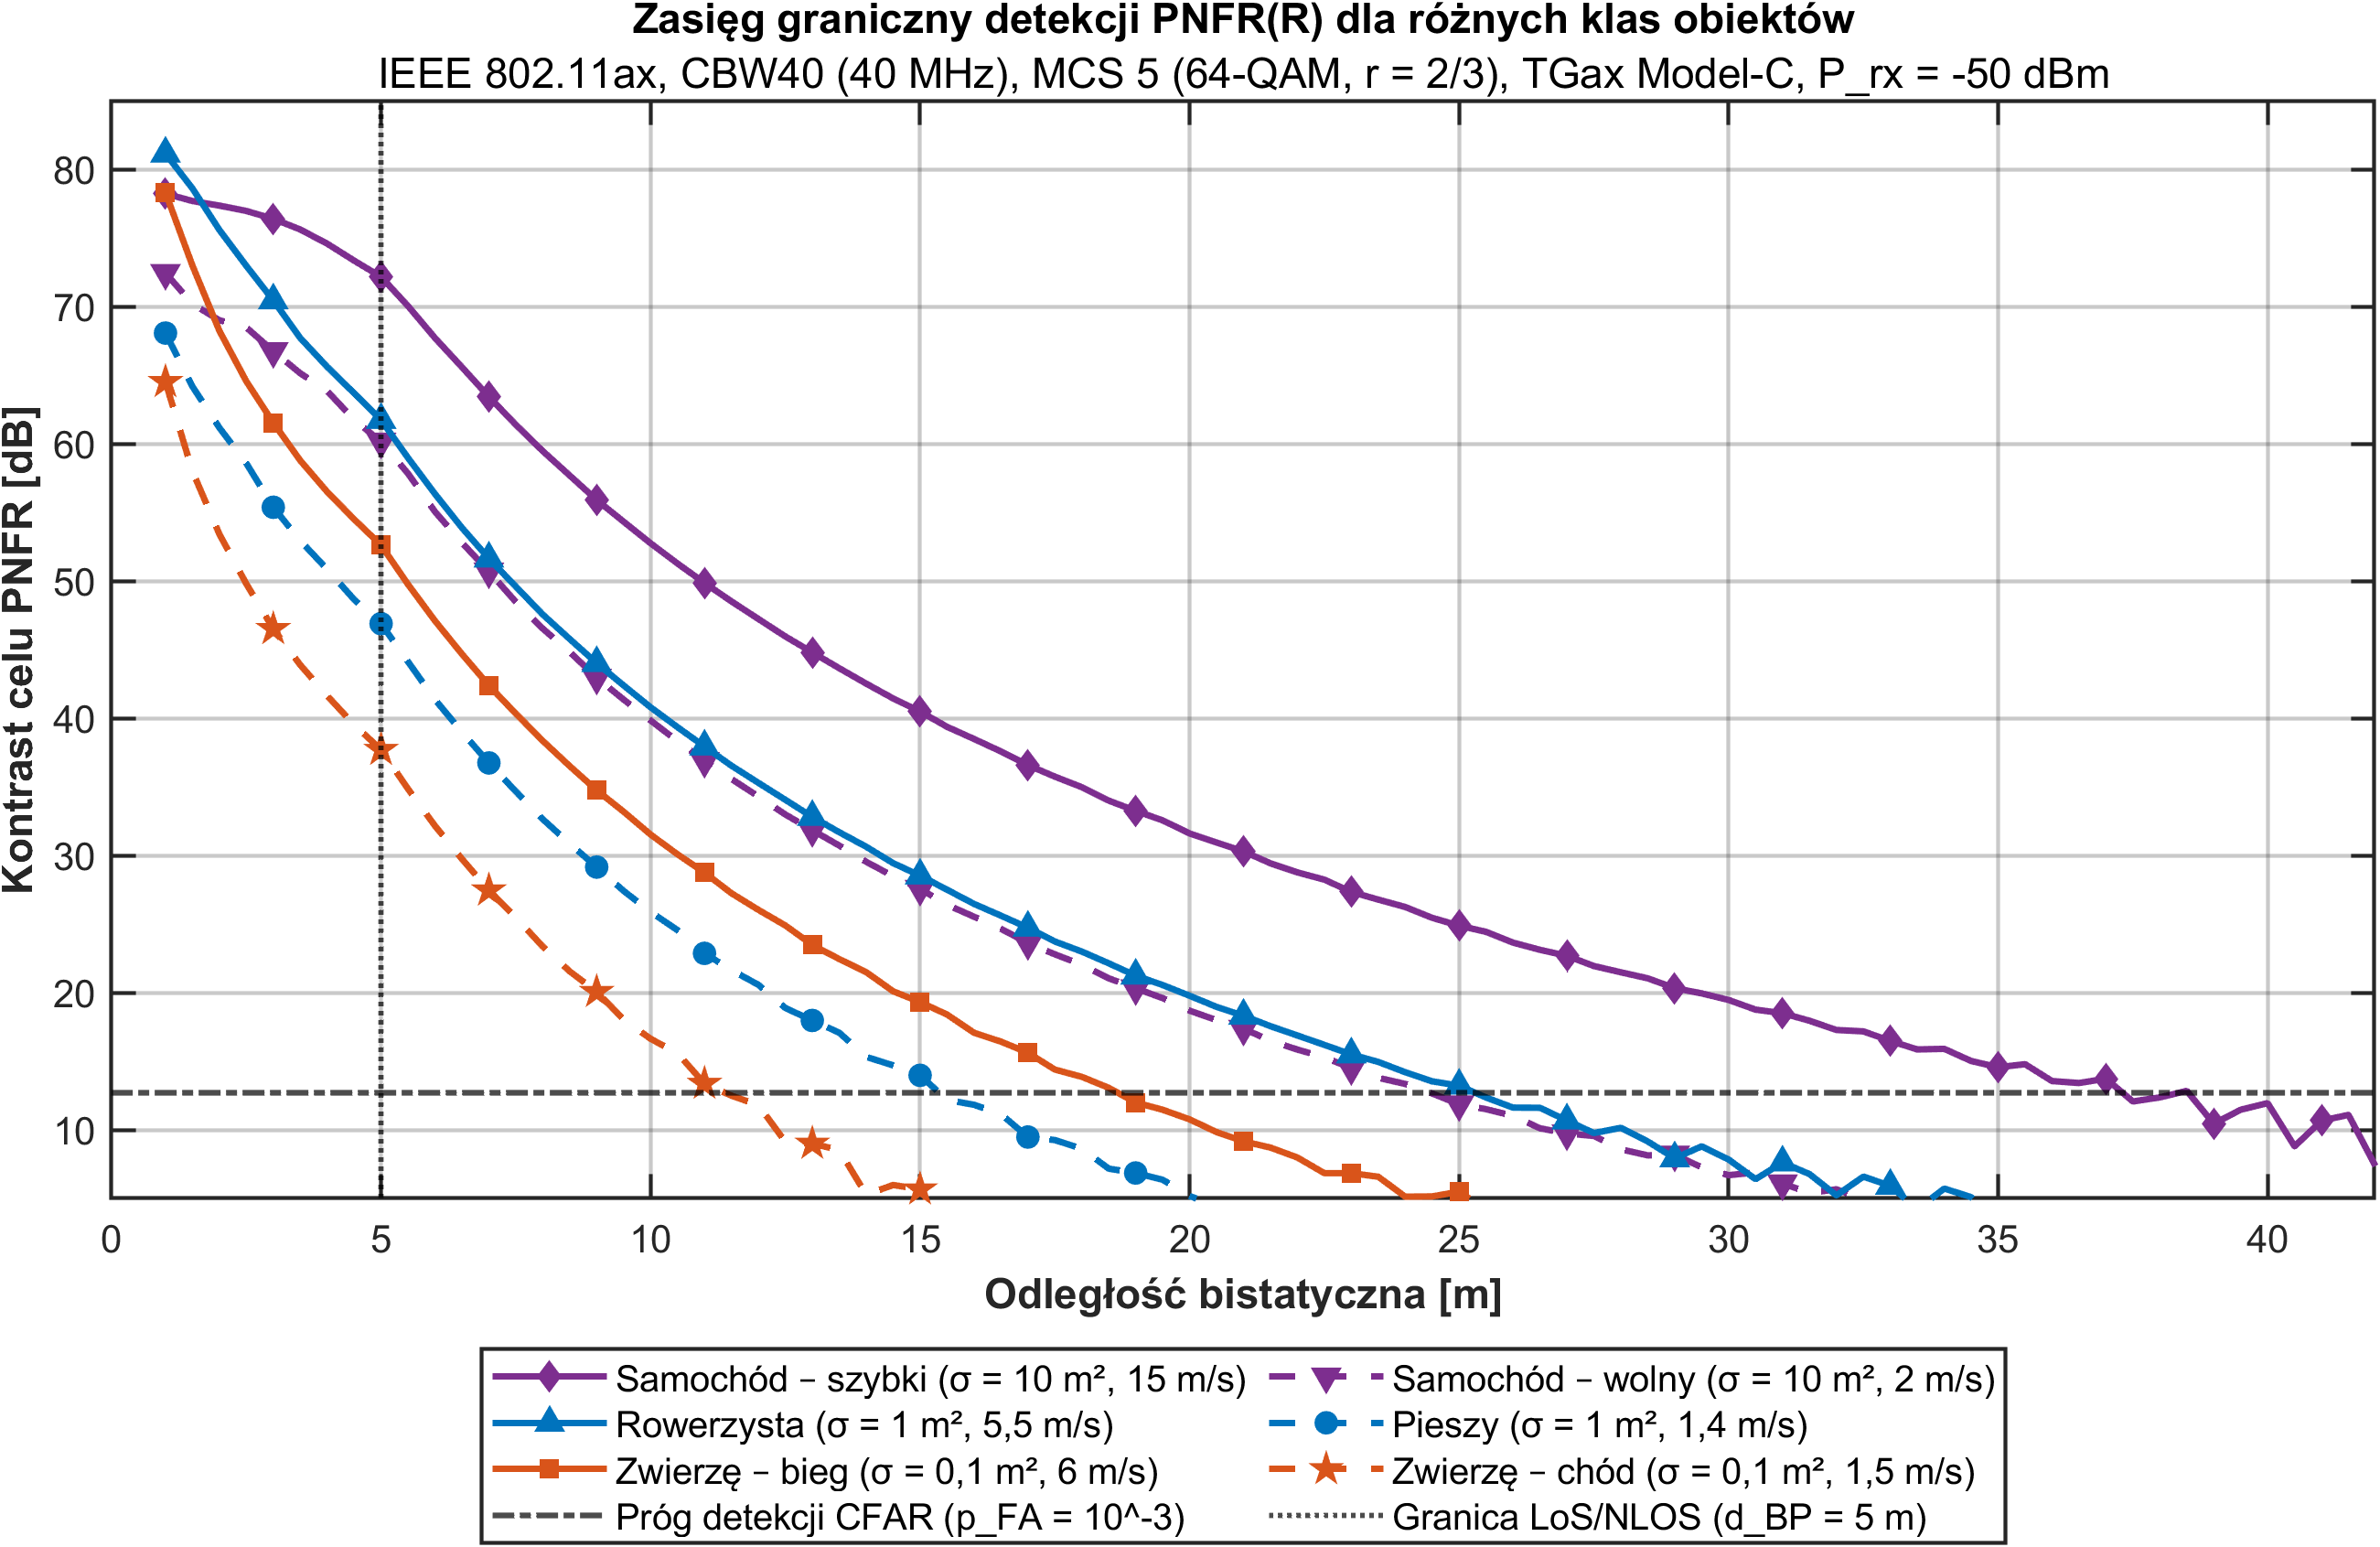 Zasięg graniczny detekcji PNFR(R) dla różnych klas obiektów
IEEE 802.11ax, CBW40 (40 MHz), MCS 5 (64-QAM, r = 2/3), TGax Model-C, P_rx = -50 dBm
Kontrast celu PNFR [dB]
80
70
60
50
40
30
20
10
0 5 10 15 20 25 30 35 40
Odległość bistatyczna [m]
Samochód – szybki (σ = 10 m², 15 m/s) Samochód – wolny (σ = 10 m², 2 m/s)
Rowerzysta (σ = 1 m², 5,5 m/s) Pieszy (σ = 1 m², 1,4 m/s)
Zwierzę – bieg (σ = 0,1 m², 6 m/s) Zwierzę – chód (σ = 0,1 m², 1,5 m/s)
Próg detekcji CFAR (p_FA = 10^-3) Granica LoS/NLOS (d_BP = 5 m)